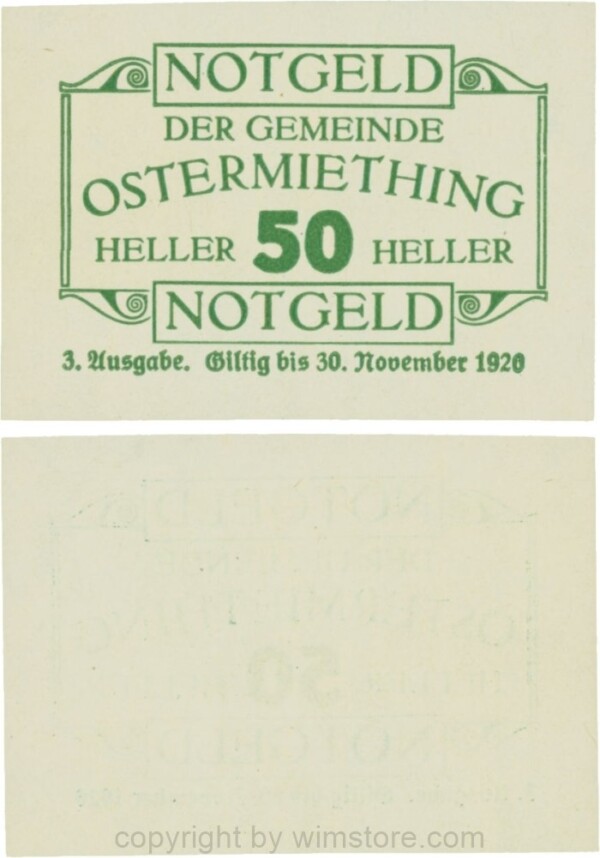 NOTGELD
DER GEMEINDE
OSTERMIETHING
HELLER 50 HELLER
NOTGELD
3. Ausgabe. Giltig bis 30. November 1920
copyright by wimstore.com